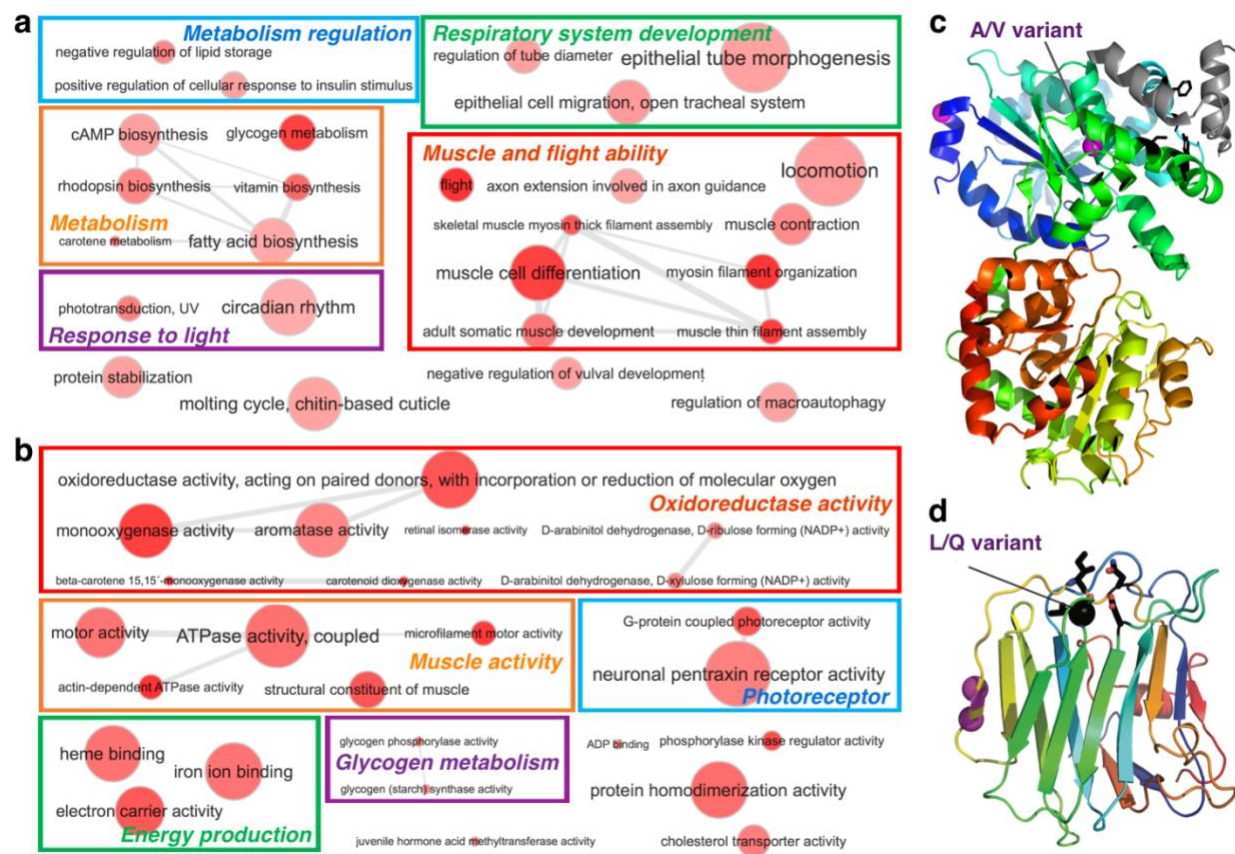 a
Metabolism regulation
negative regulation of lipid storage
positive regulation of cellular response to insulin stimulus
Respiratory system development
regulation of tube diameter
epithelial tube morphogenesis
epithelial cell migration, open tracheal system
cAMP biosynthesis
glycogen metabolism
rhodopsin biosynthesis
vitamin biosynthesis
Metabolism
carotene metabolism
fatty acid biosynthesis
Muscle and flight ability
locomotion
flight
axon extension involved in axon guidance
skeletal muscle myosin thick filament assembly
muscle contraction
muscle cell differentiation
myosin filament organization
adult somatic muscle development
muscle thin filament assembly
phototransduction, UV
circadian rhythm
Response to light
protein stabilization
negative regulation of vulval development
molting cycle, chitin-based cuticle
regulation of macroautophagy
b
oxidoreductase activity, acting on paired donors, with incorporation or reduction of molecular oxygen
Oxidoreductase activity
monooxygenase activity
aromatase activity
retinal isomerase activity
D-arabinitol dehydrogenase, D-ribulose forming (NADP+) activity
beta-carotene 15,15´-monooxygenase activity
carotenoid dioxygenase activity
D-arabinitol dehydrogenase, D-xylulose forming (NADP+) activity
motor activity
ATPase activity, coupled
microfilament motor activity
Muscle activity
actin-dependent ATPase activity
structural constituent of muscle
G-protein coupled photoreceptor activity
neuronal pentraxin receptor activity
Photoreceptor
heme binding
iron ion binding
electron carrier activity
Energy production
glycogen phosphorylase activity
Glycogen metabolism
glycogen (starch) synthase activity
ADP binding
phosphorylase kinase regulator activity
protein homodimerization activity
juvenile hormone acid methyltransferase activity
cholesterol transporter activity
c
A/V variant
d
L/Q variant